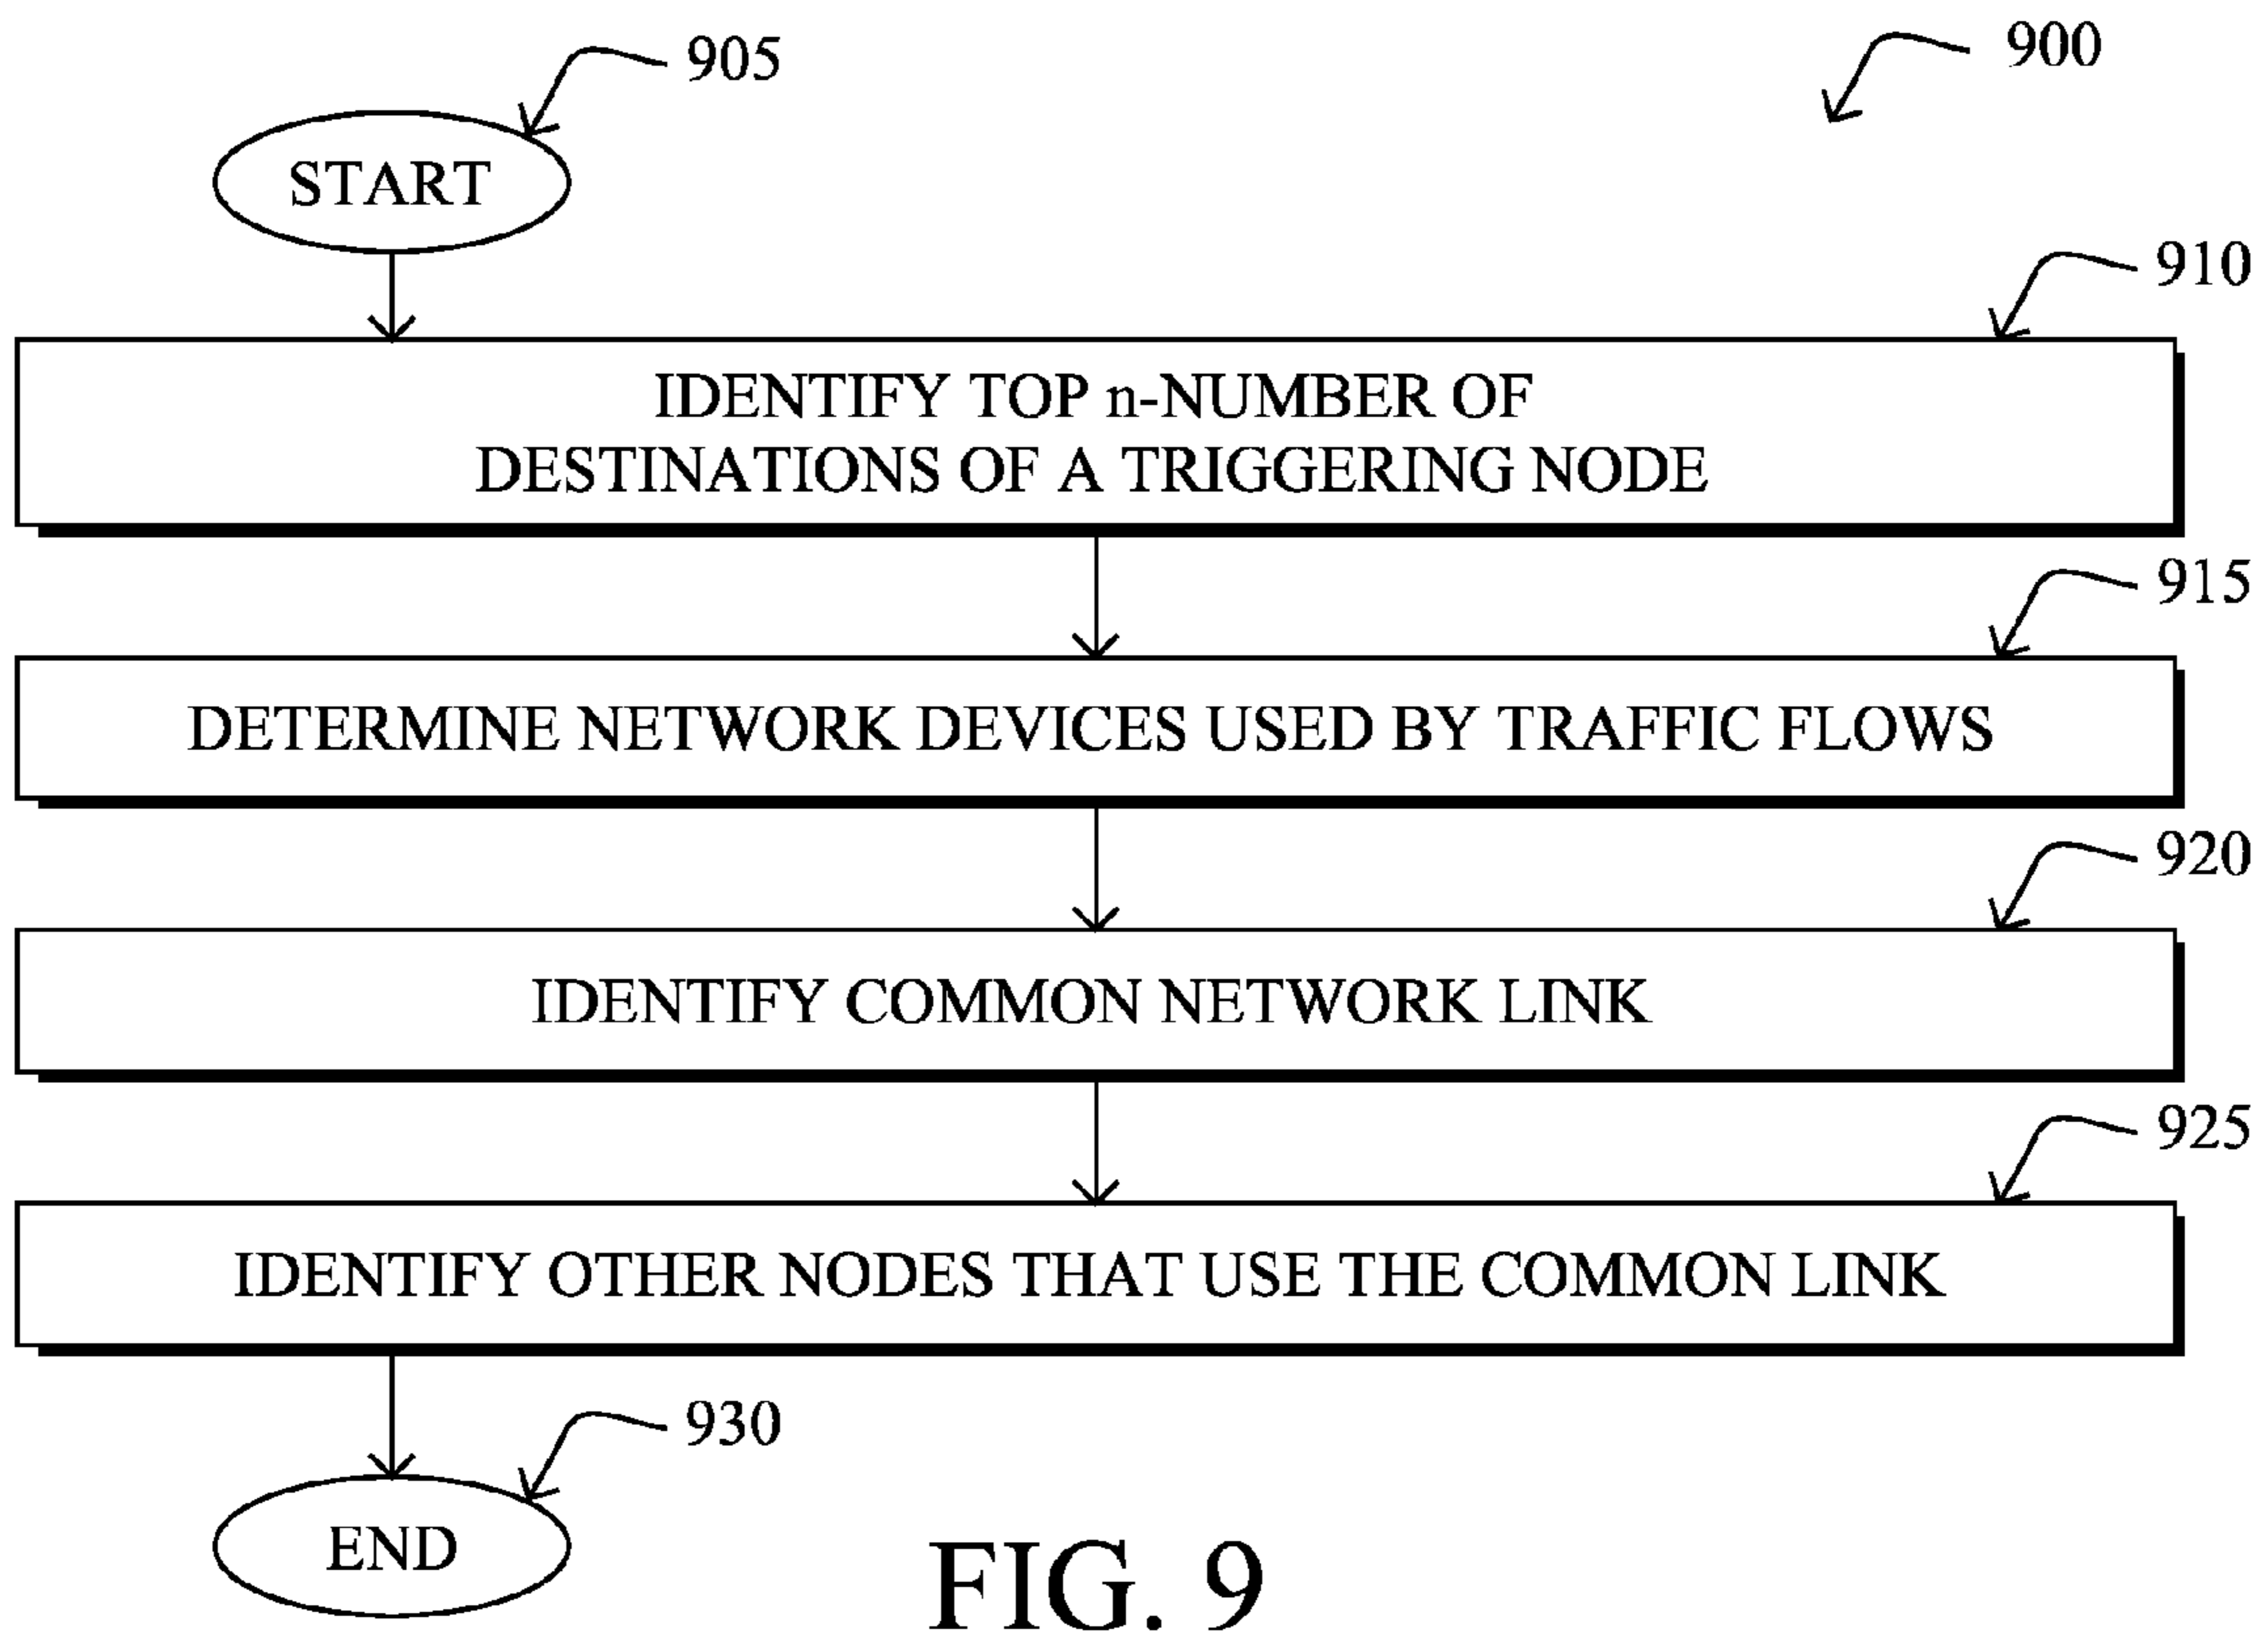 905
900
START
910
IDENTIFY TOP n-NUMBER OF
DESTINATIONS OF A TRIGGERING NODE
915
DETERMINE NETWORK DEVICES USED BY TRAFFIC FLOWS
920
IDENTIFY COMMON NETWORK LINK
925
IDENTIFY OTHER NODES THAT USE THE COMMON LINK
930
END
FIG. 9